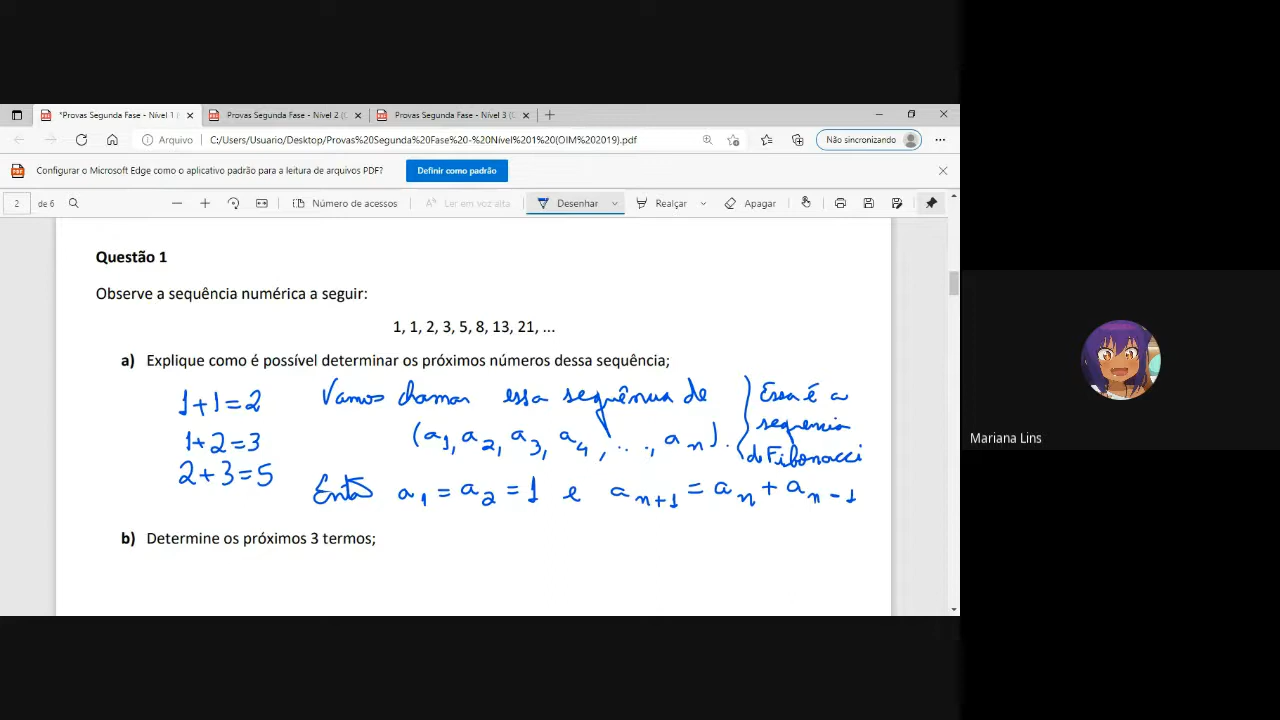 *Provas Segunda Fase - Nível 1 (
Provas Segunda Fase - Nível 2 (C
Provas Segunda Fase - Nível 3 (C
Arquivo
C:/Users/Usuario/Desktop/Provas%20Segunda%20Fase%20-%20Nível%201%20(OIM%202019).pdf
Não sincronizando
Configurar o Microsoft Edge como o aplicativo padrão para a leitura de arquivos PDF?
Definir como padrão
2 de 6
Número de acessos
Ler em voz alta
Desenhar
Realçar
Apagar
Questão 1
Observe a sequência numérica a seguir:
1, 1, 2, 3, 5, 8, 13, 21, ...
a) Explique como é possível determinar os próximos números dessa sequência;
1+1=2
1+2=3
2+3=5
Vamos chamar essa sequência de
(a₁, a₂, a₃, a₄, ..., aₙ).
Essa é a
sequencia
de Fibonacci
Então a₁ = a₂ = 1 e aₙ₊₁ = aₙ + aₙ₋₁
b) Determine os próximos 3 termos;
Mariana Lins